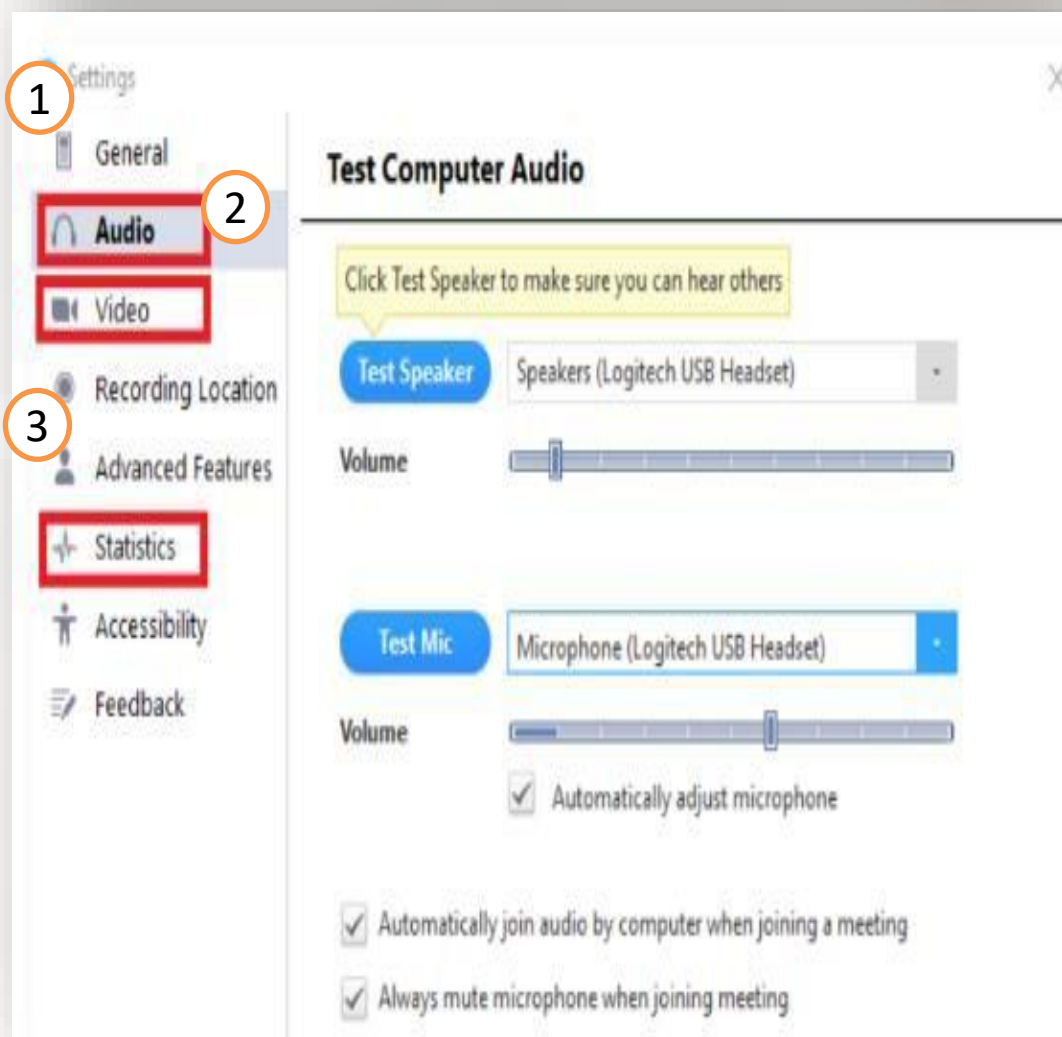 1
Settings
General
Audio
2
Video
Recording Location
3
Advanced Features
Statistics
Accessibility
Feedback
Test Computer Audio
Click Test Speaker to make sure you can hear others
Test Speaker
Speakers (Logitech USB Headset)
Volume
Test Mic
Microphone (Logitech USB Headset)
Volume
Automatically adjust microphone
Automatically join audio by computer when joining a meeting
Always mute microphone when joining meeting